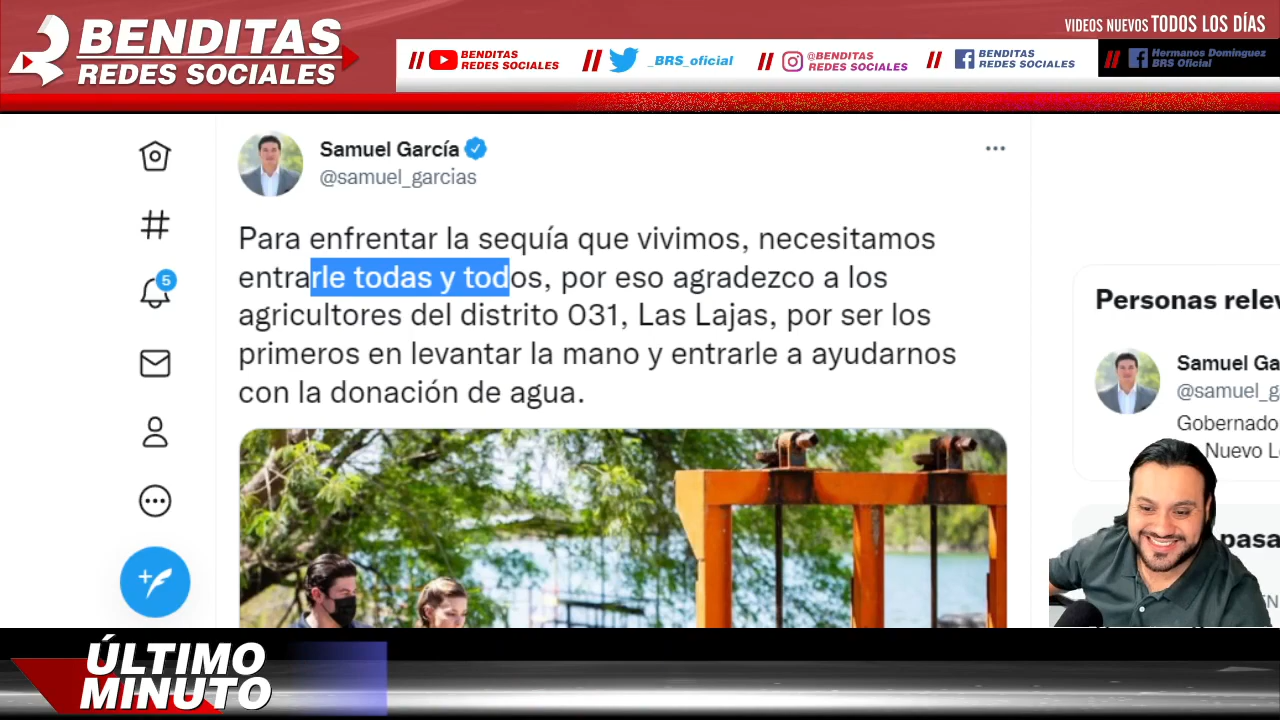 BENDITAS
REDES SOCIALES
VIDEOS NUEVOS TODOS LOS DÍAS
// BENDITAS
REDES SOCIALES
// _BRS_oficial
// @BENDITAS
REDES SOCIALES
// BENDITAS
REDES SOCIALES
// Hermanos Domínguez
BRS Oficial
Samuel García
@samuel_garcias
Para enfrentar la sequía que vivimos, necesitamos
entrarle todas y todos, por eso agradezco a los
agricultores del distrito 031, Las Lajas, por ser los
primeros en levantar la mano y entrarle a ayudarnos
con la donación de agua.
5
Personas relev
Samuel Ga
@samuel_g
Gobernado
Nuevo Le
pasa
ÚLTIMO
MINUTO